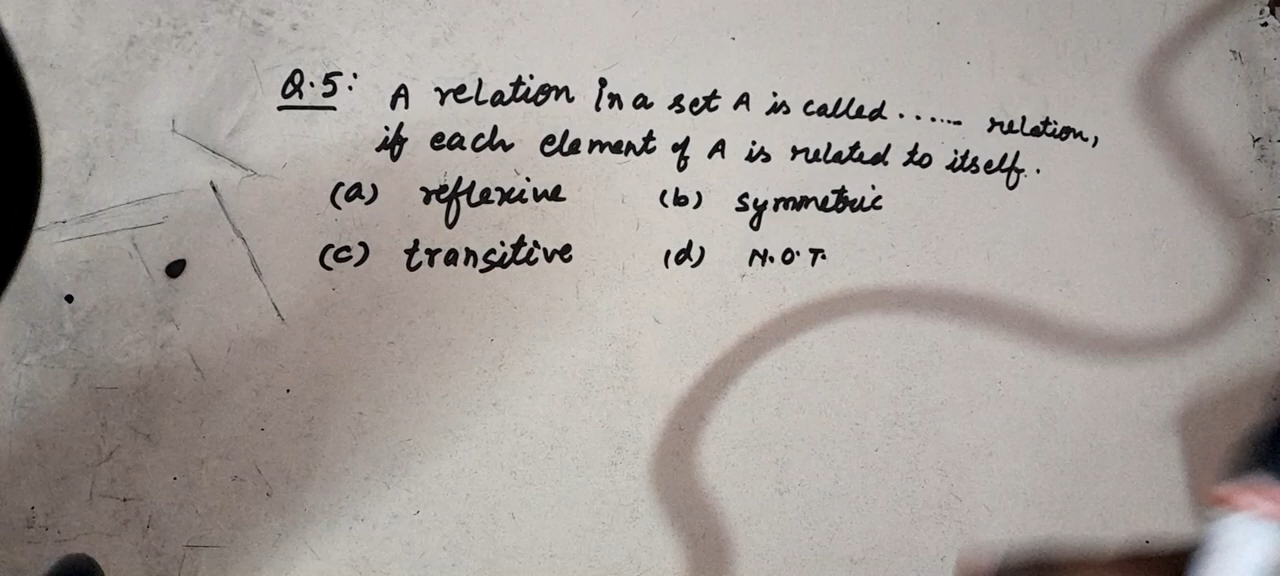 Q.5: A relation in a set A is called ...... relation,
if each element of A is related to itself.
(a) reflexive (b) symmetric
(c) transitive (d) N.O.T.